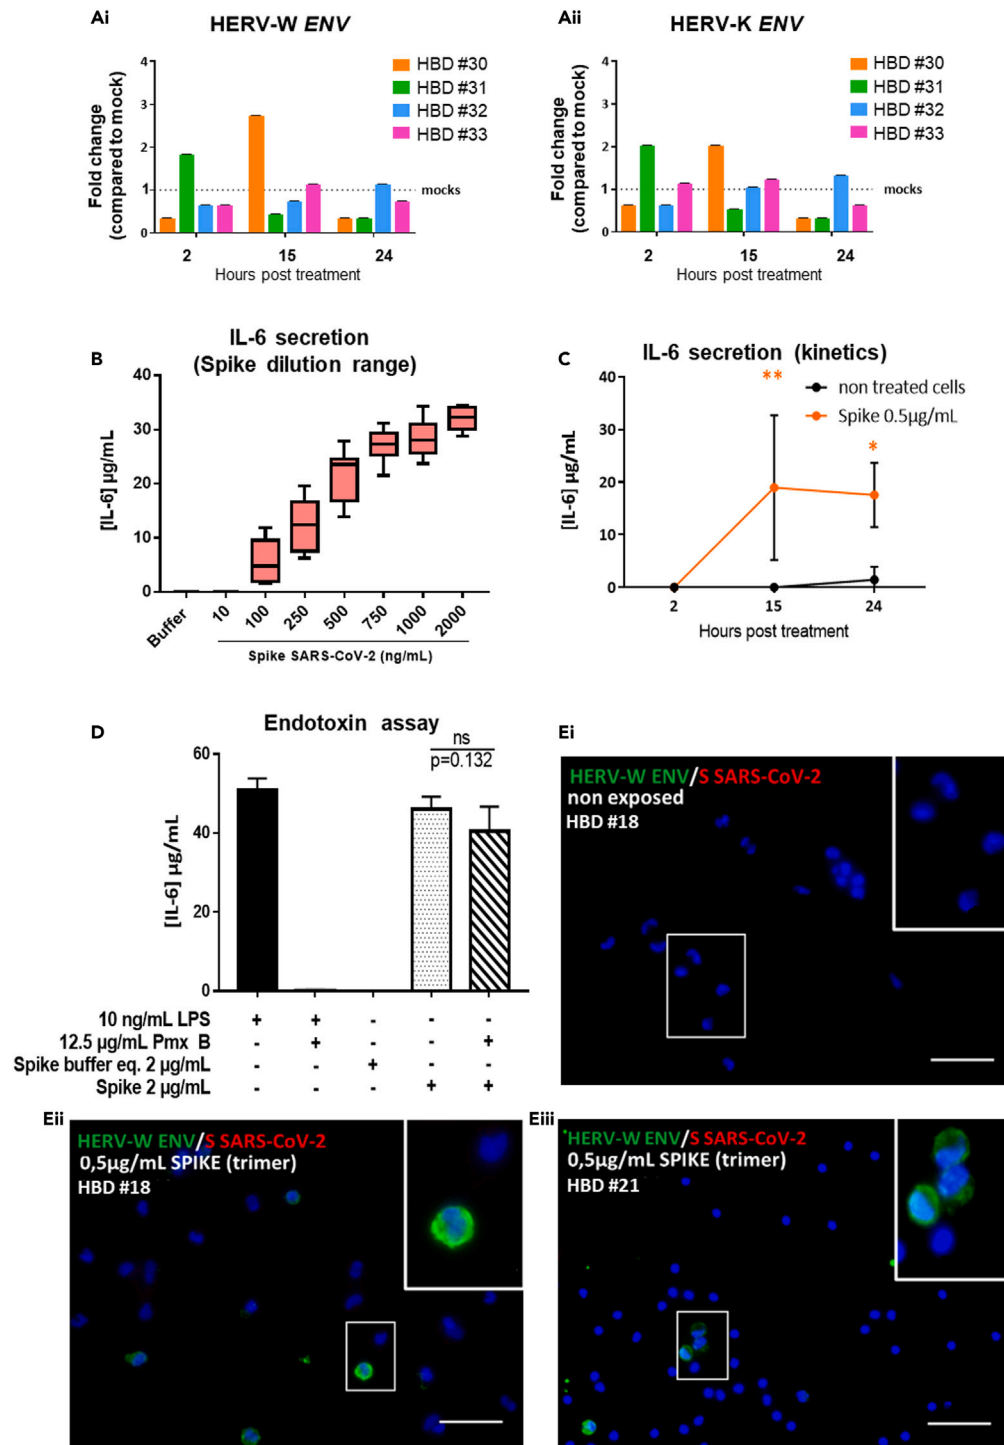 Ai
HERV-W ENV
Fold change
(compared to mock)
4
3
2
1
0
HBD #30
HBD #31
HBD #32
HBD #33
mocks
2 15 24
Hours post treatment
Aii
HERV-K ENV
Fold change
(compared to mock)
4
3
2
1
0
HBD #30
HBD #31
HBD #32
HBD #33
mocks
2 15 24
Hours post treatment
B
IL-6 secretion
(Spike dilution range)
[IL-6] µg/mL
40
30
20
10
0
Buffer 10 100 250 500 750 1000 2000
Spike SARS-CoV-2 (ng/mL)
C
IL-6 secretion (kinetics)
[IL-6] µg/mL
40
30
20
10
0
**
*
non treated cells
Spike 0.5µg/mL
2 15 24
Hours post treatment
D
Endotoxin assay
ns
p=0.132
[IL-6] µg/mL
60
40
20
0
10 ng/mL LPS + + - - -
12.5 µg/mL Pmx B - + - - +
Spike buffer eq. 2 µg/mL - - + - -
Spike 2 µg/mL - - - + +
Ei
HERV-W ENV/S SARS-CoV-2
non exposed
HBD #18
Eii
HERV-W ENV/S SARS-CoV-2
0,5µg/mL SPIKE (trimer)
HBD #18
Eiii
HERV-W ENV/S SARS-CoV-2
0,5µg/mL SPIKE (trimer)
HBD #21